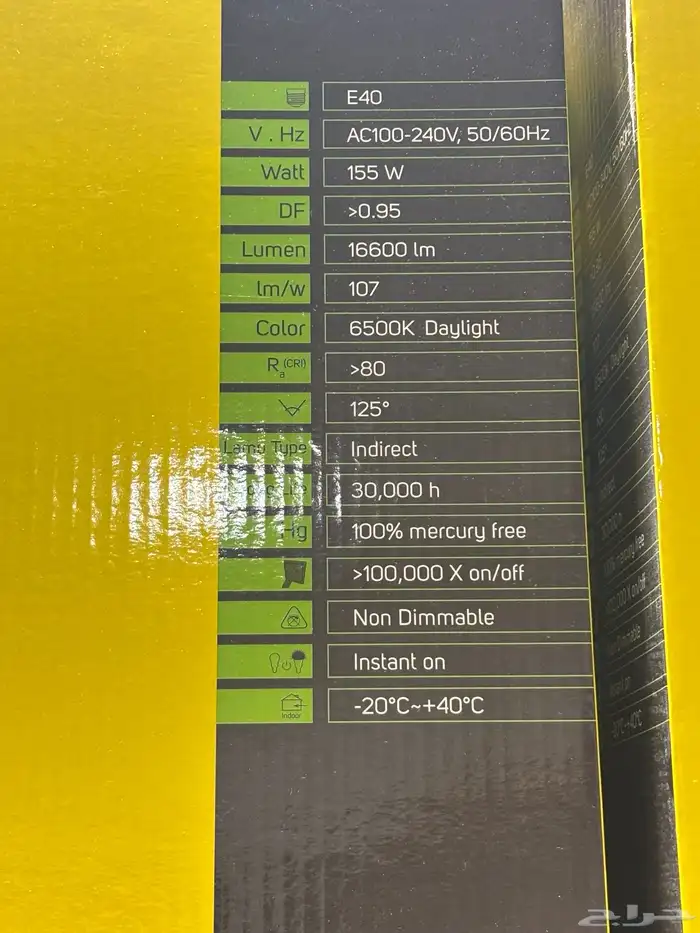 E40
V . Hz AC100-240V, 50/60Hz
Watt 155 W
DF >0.95
Lumen 16600 lm
lm/w 107
Color 6500K Daylight
Ra (CRI) >80
125°
Lamp Type Indirect
30,000 h
Hg 100% mercury free
>100,000 X on/off
Non Dimmable
Instant on
Indoor -20°C~+40°C
حراج